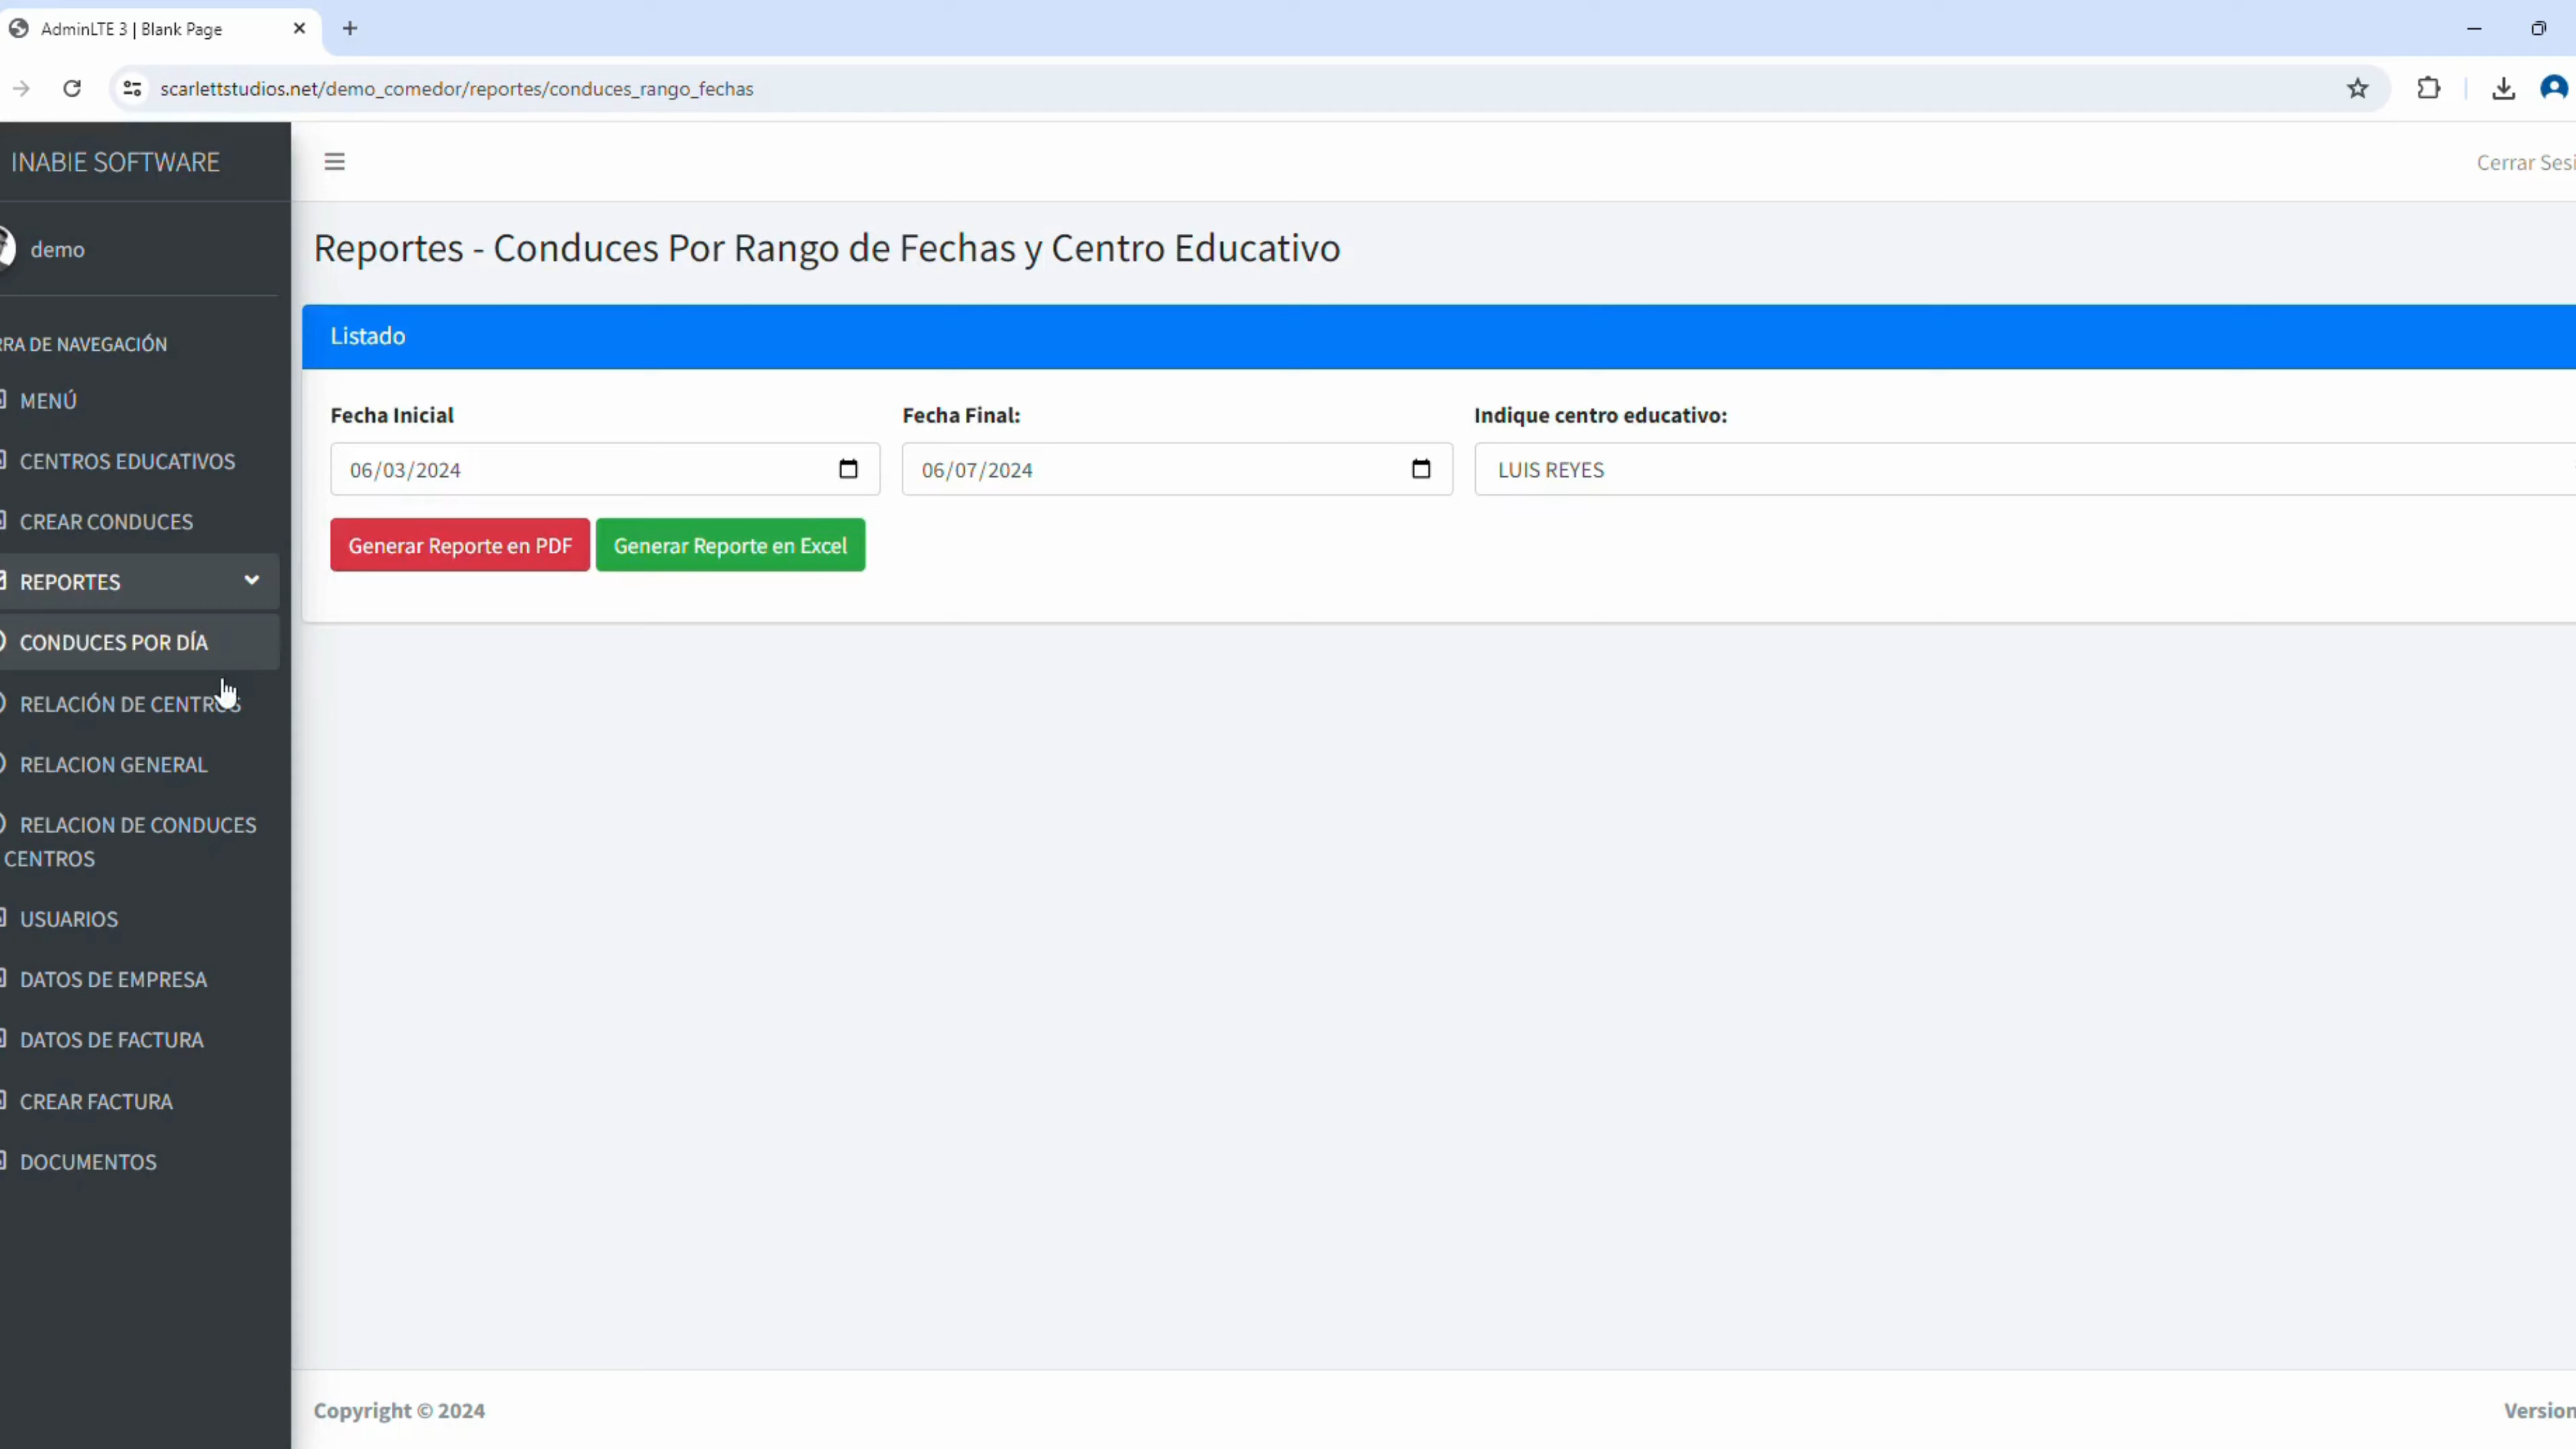 AdminLTE 3 | Blank Page
scarlettstudios.net/demo_comedor/reportes/conduces_rango_fechas
INABIE SOFTWARE
Cerrar Sesi
demo
Reportes - Conduces Por Rango de Fechas y Centro Educativo
RRA DE NAVEGACIÓN
Listado
MENÚ
Fecha Inicial
Fecha Final:
Indique centro educativo:
CENTROS EDUCATIVOS
06/03/2024
06/07/2024
LUIS REYES
CREAR CONDUCES
Generar Reporte en PDF
Generar Reporte en Excel
REPORTES
CONDUCES POR DÍA
RELACIÓN DE CENTROS
RELACION GENERAL
RELACION DE CONDUCES
CENTROS
USUARIOS
DATOS DE EMPRESA
DATOS DE FACTURA
CREAR FACTURA
DOCUMENTOS
Copyright © 2024
Version